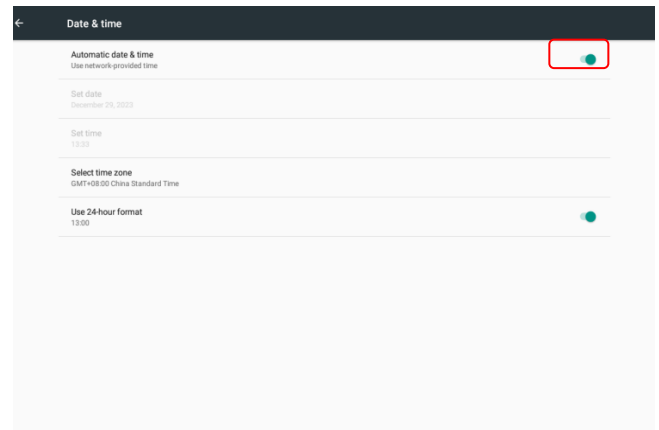 Date & time
Automatic date & time
Use network-provided time
Set date
December 29, 2023
Set time
13:20
Select time zone
GMT+08:00 China Standard Time
Use 24-hour format
13:00